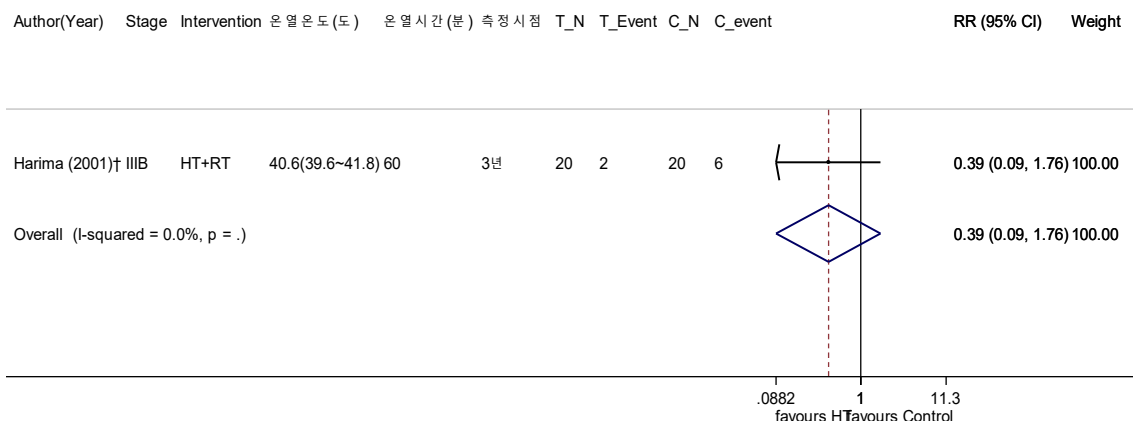 Author(Year) Stage Intervention 온열온도(도) 온열시간(분) 측정시점 T_N T_Event C_N C_event RR (95% CI) Weight
Harima (2001)† IIIB HT+RT 40.6(39.6~41.8) 60 3년 20 2 20 6 0.39 (0.09, 1.76) 100.00
Overall (I-squared = 0.0%, p = .) 0.39 (0.09, 1.76) 100.00
.0882 1 11.3
favours HT favours Control